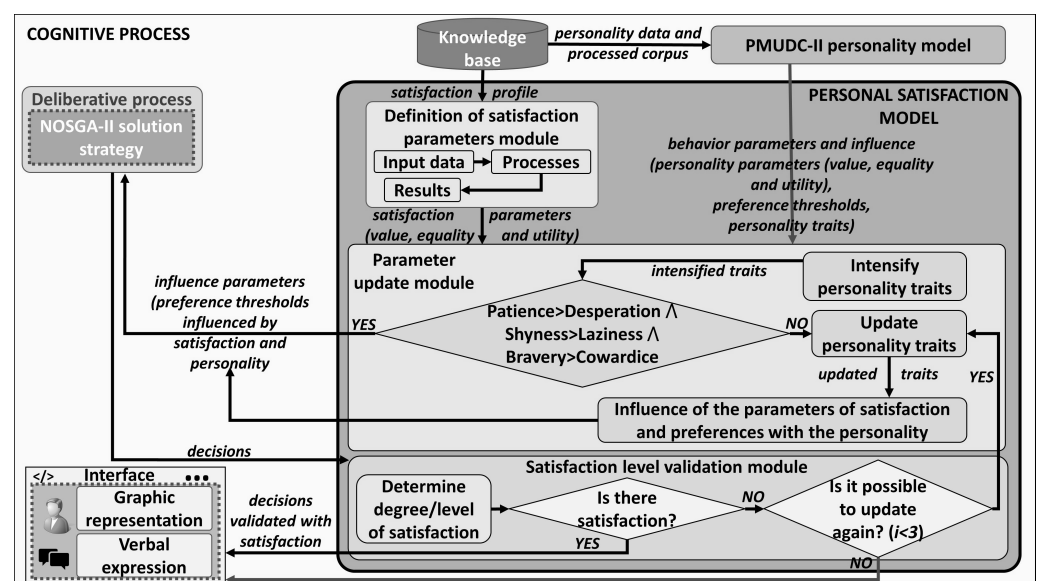 COGNITIVE PROCESS
Knowledge
base
personality data and
processed corpus
PMUDC-II personality model
Deliberative process
NOSGA-II solution
strategy
satisfaction profile
PERSONAL SATISFACTION
MODEL
Definition of satisfaction
parameters module
Input data
Processes
Results
behavior parameters and influence
(personality parameters (value, equality
and utility),
preference thresholds,
personality traits)
satisfaction parameters
(value, equality and utility)
Parameter
update module
intensified traits
Intensify
personality traits
influence parameters
(preference thresholds
influenced by
satisfaction and
personality
YES
Patience>Desperation ⋀
Shyness>Laziness ⋀
Bravery>Cowardice
NO
Update
personality traits
updated traits
YES
Influence of the parameters of satisfaction
and preferences with the personality
decisions
Satisfaction level validation module
</> Interface •••
Graphic
representation
Verbal
expression
decisions
validated with
satisfaction
Determine
degree/level
of satisfaction
Is there
satisfaction?
YES
NO
Is it possible
to update
again? (i<3)
NO